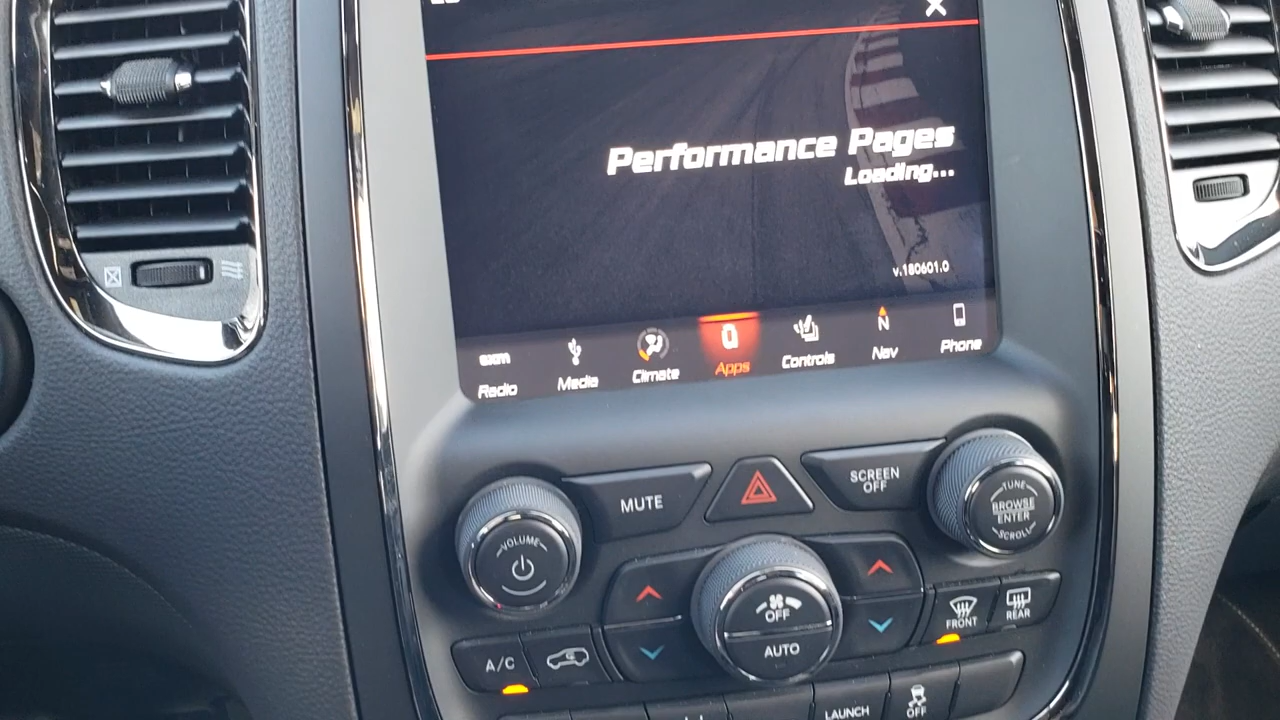 Performance Pages
Loading...
v.180601.0
Radio
Media
Climate
Apps
Controls
N
Nav
Phone
MUTE
SCREEN
OFF
VOLUME
TUNE
BROWSE
ENTER
SCROLL
OFF
AUTO
FRONT
REAR
A/C
LAUNCH
OFF